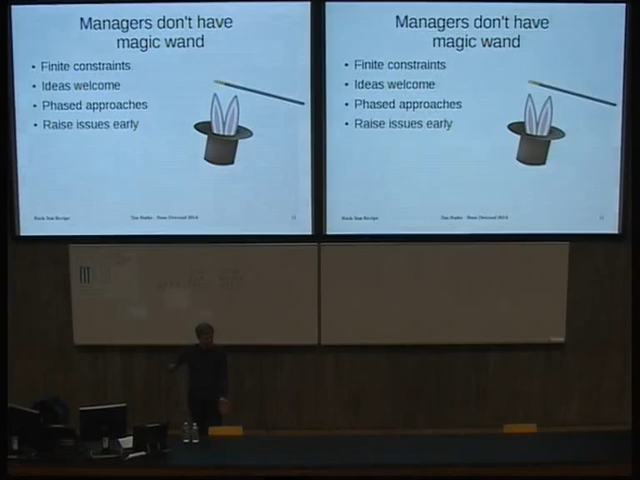 Managers don't have
magic wand
• Finite constraints
• Ideas welcome
• Phased approaches
• Raise issues early
Managers don't have
magic wand
• Finite constraints
• Ideas welcome
• Phased approaches
• Raise issues early